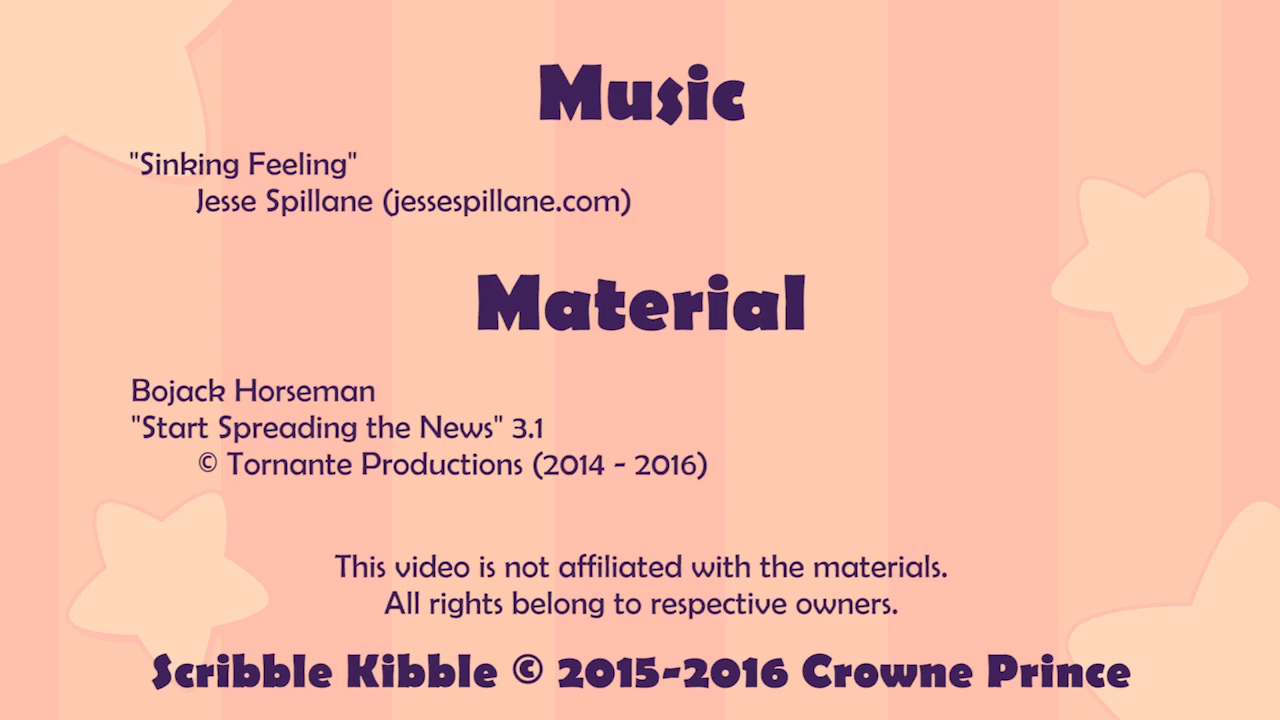 Music
"Sinking Feeling"
Jesse Spillane (jessespillane.com)
Material
Bojack Horseman
"Start Spreading the News" 3.1
© Tornante Productions (2014 - 2016)
This video is not affiliated with the materials.
All rights belong to respective owners.
Scribble Kibble © 2015-2016 Crowne Prince